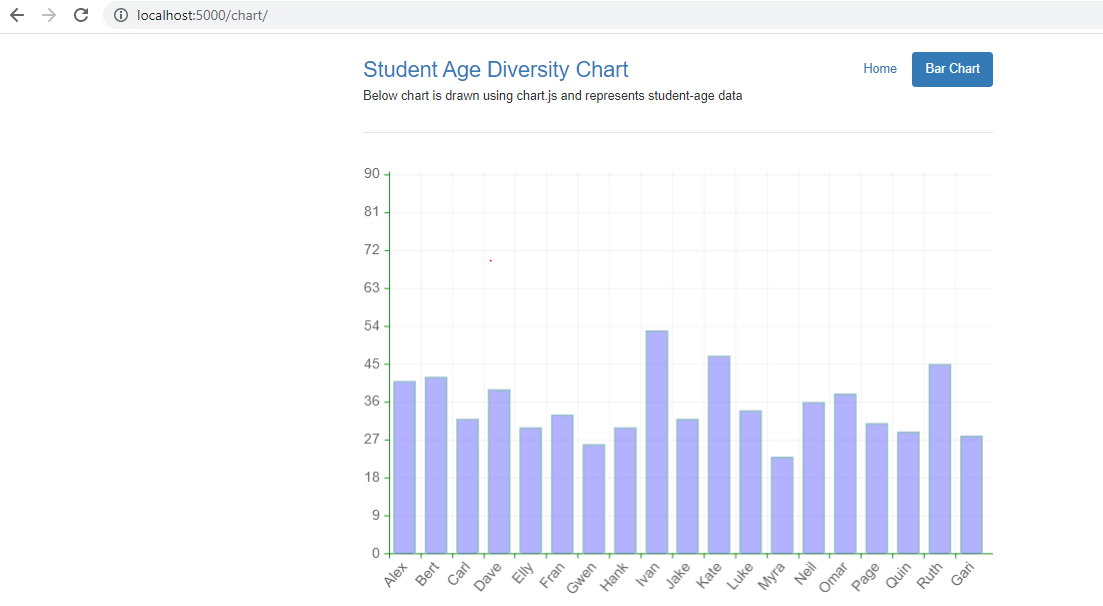 localhost:5000/chart/
Student Age Diversity Chart
Home
Bar Chart
Below chart is drawn using chart.js and represents student-age data
90
81
72
63
54
45
36
27
18
9
0
Alex
Bert
Carl
Dave
Elly
Fran
Gwen
Hank
Ivan
Jake
Kate
Luke
Myra
Neil
Omar
Page
Quin
Ruth
Gari